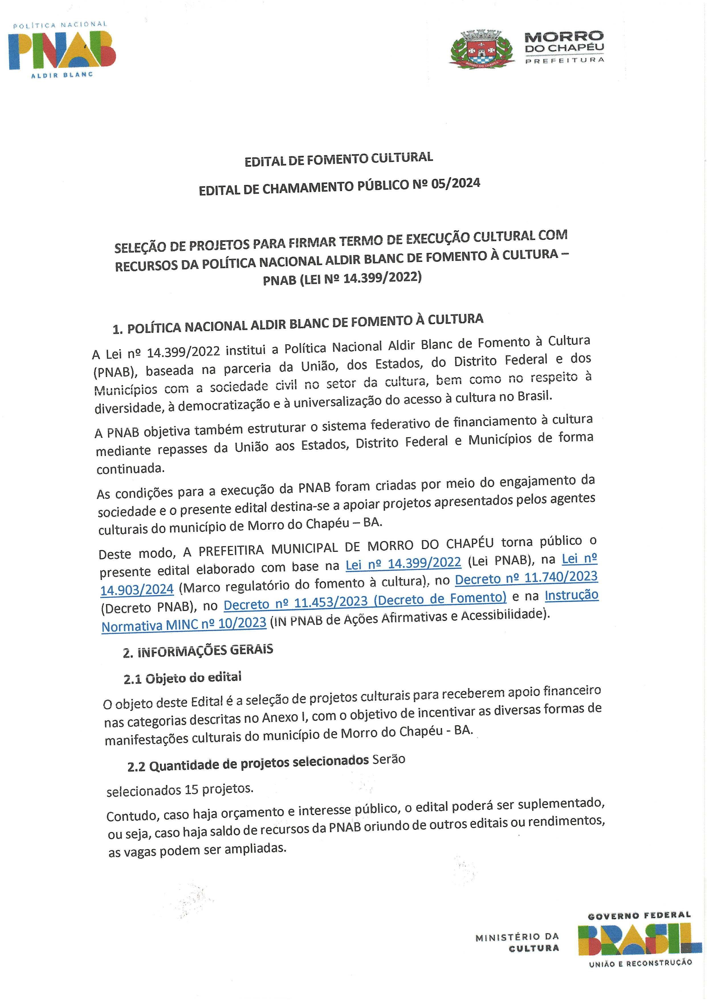 POLÍTICA NACIONAL
PNAB
ALDIR BLANC
MORRO
DO CHAPÉU
PREFEITURA
MORRO DO CHAPÉU
EDITAL DE FOMENTO CULTURAL
EDITAL DE CHAMAMENTO PÚBLICO Nº 05/2024
SELEÇÃO DE PROJETOS PARA FIRMAR TERMO DE EXECUÇÃO CULTURAL COM
RECURSOS DA POLÍTICA NACIONAL ALDIR BLANC DE FOMENTO À CULTURA –
PNAB (LEI Nº 14.399/2022)
1. POLÍTICA NACIONAL ALDIR BLANC DE FOMENTO À CULTURA
A Lei nº 14.399/2022 institui a Política Nacional Aldir Blanc de Fomento à Cultura
(PNAB), baseada na parceria da União, dos Estados, do Distrito Federal e dos
Municípios com a sociedade civil no setor da cultura, bem como no respeito à
diversidade, à democratização e à universalização do acesso à cultura no Brasil.
A PNAB objetiva também estruturar o sistema federativo de financiamento à cultura
mediante repasses da União aos Estados, Distrito Federal e Municípios de forma
continuada.
As condições para a execução da PNAB foram criadas por meio do engajamento da
sociedade e o presente edital destina-se a apoiar projetos apresentados pelos agentes
culturais do município de Morro do Chapéu – BA.
Deste modo, A PREFEITIRA MUNICIPAL DE MORRO DO CHAPÉU torna público o
presente edital elaborado com base na Lei nº 14.399/2022 (Lei PNAB), na Lei nº
14.903/2024 (Marco regulatório do fomento à cultura), no Decreto nº 11.740/2023
(Decreto PNAB), no Decreto nº 11.453/2023 (Decreto de Fomento) e na Instrução
Normativa MINC nº 10/2023 (IN PNAB de Ações Afirmativas e Acessibilidade).
2. INFORMAÇÕES GERAIS
2.1 Objeto do edital
O objeto deste Edital é a seleção de projetos culturais para receberem apoio financeiro
nas categorias descritas no Anexo I, com o objetivo de incentivar as diversas formas de
manifestações culturais do município de Morro do Chapéu - BA.
2.2 Quantidade de projetos selecionados Serão
selecionados 15 projetos.
Contudo, caso haja orçamento e interesse público, o edital poderá ser suplementado,
ou seja, caso haja saldo de recursos da PNAB oriundo de outros editais ou rendimentos,
as vagas podem ser ampliadas.
MINISTÉRIO DA
CULTURA
GOVERNO FEDERAL
BRASIL
UNIÃO E RECONSTRUÇÃO